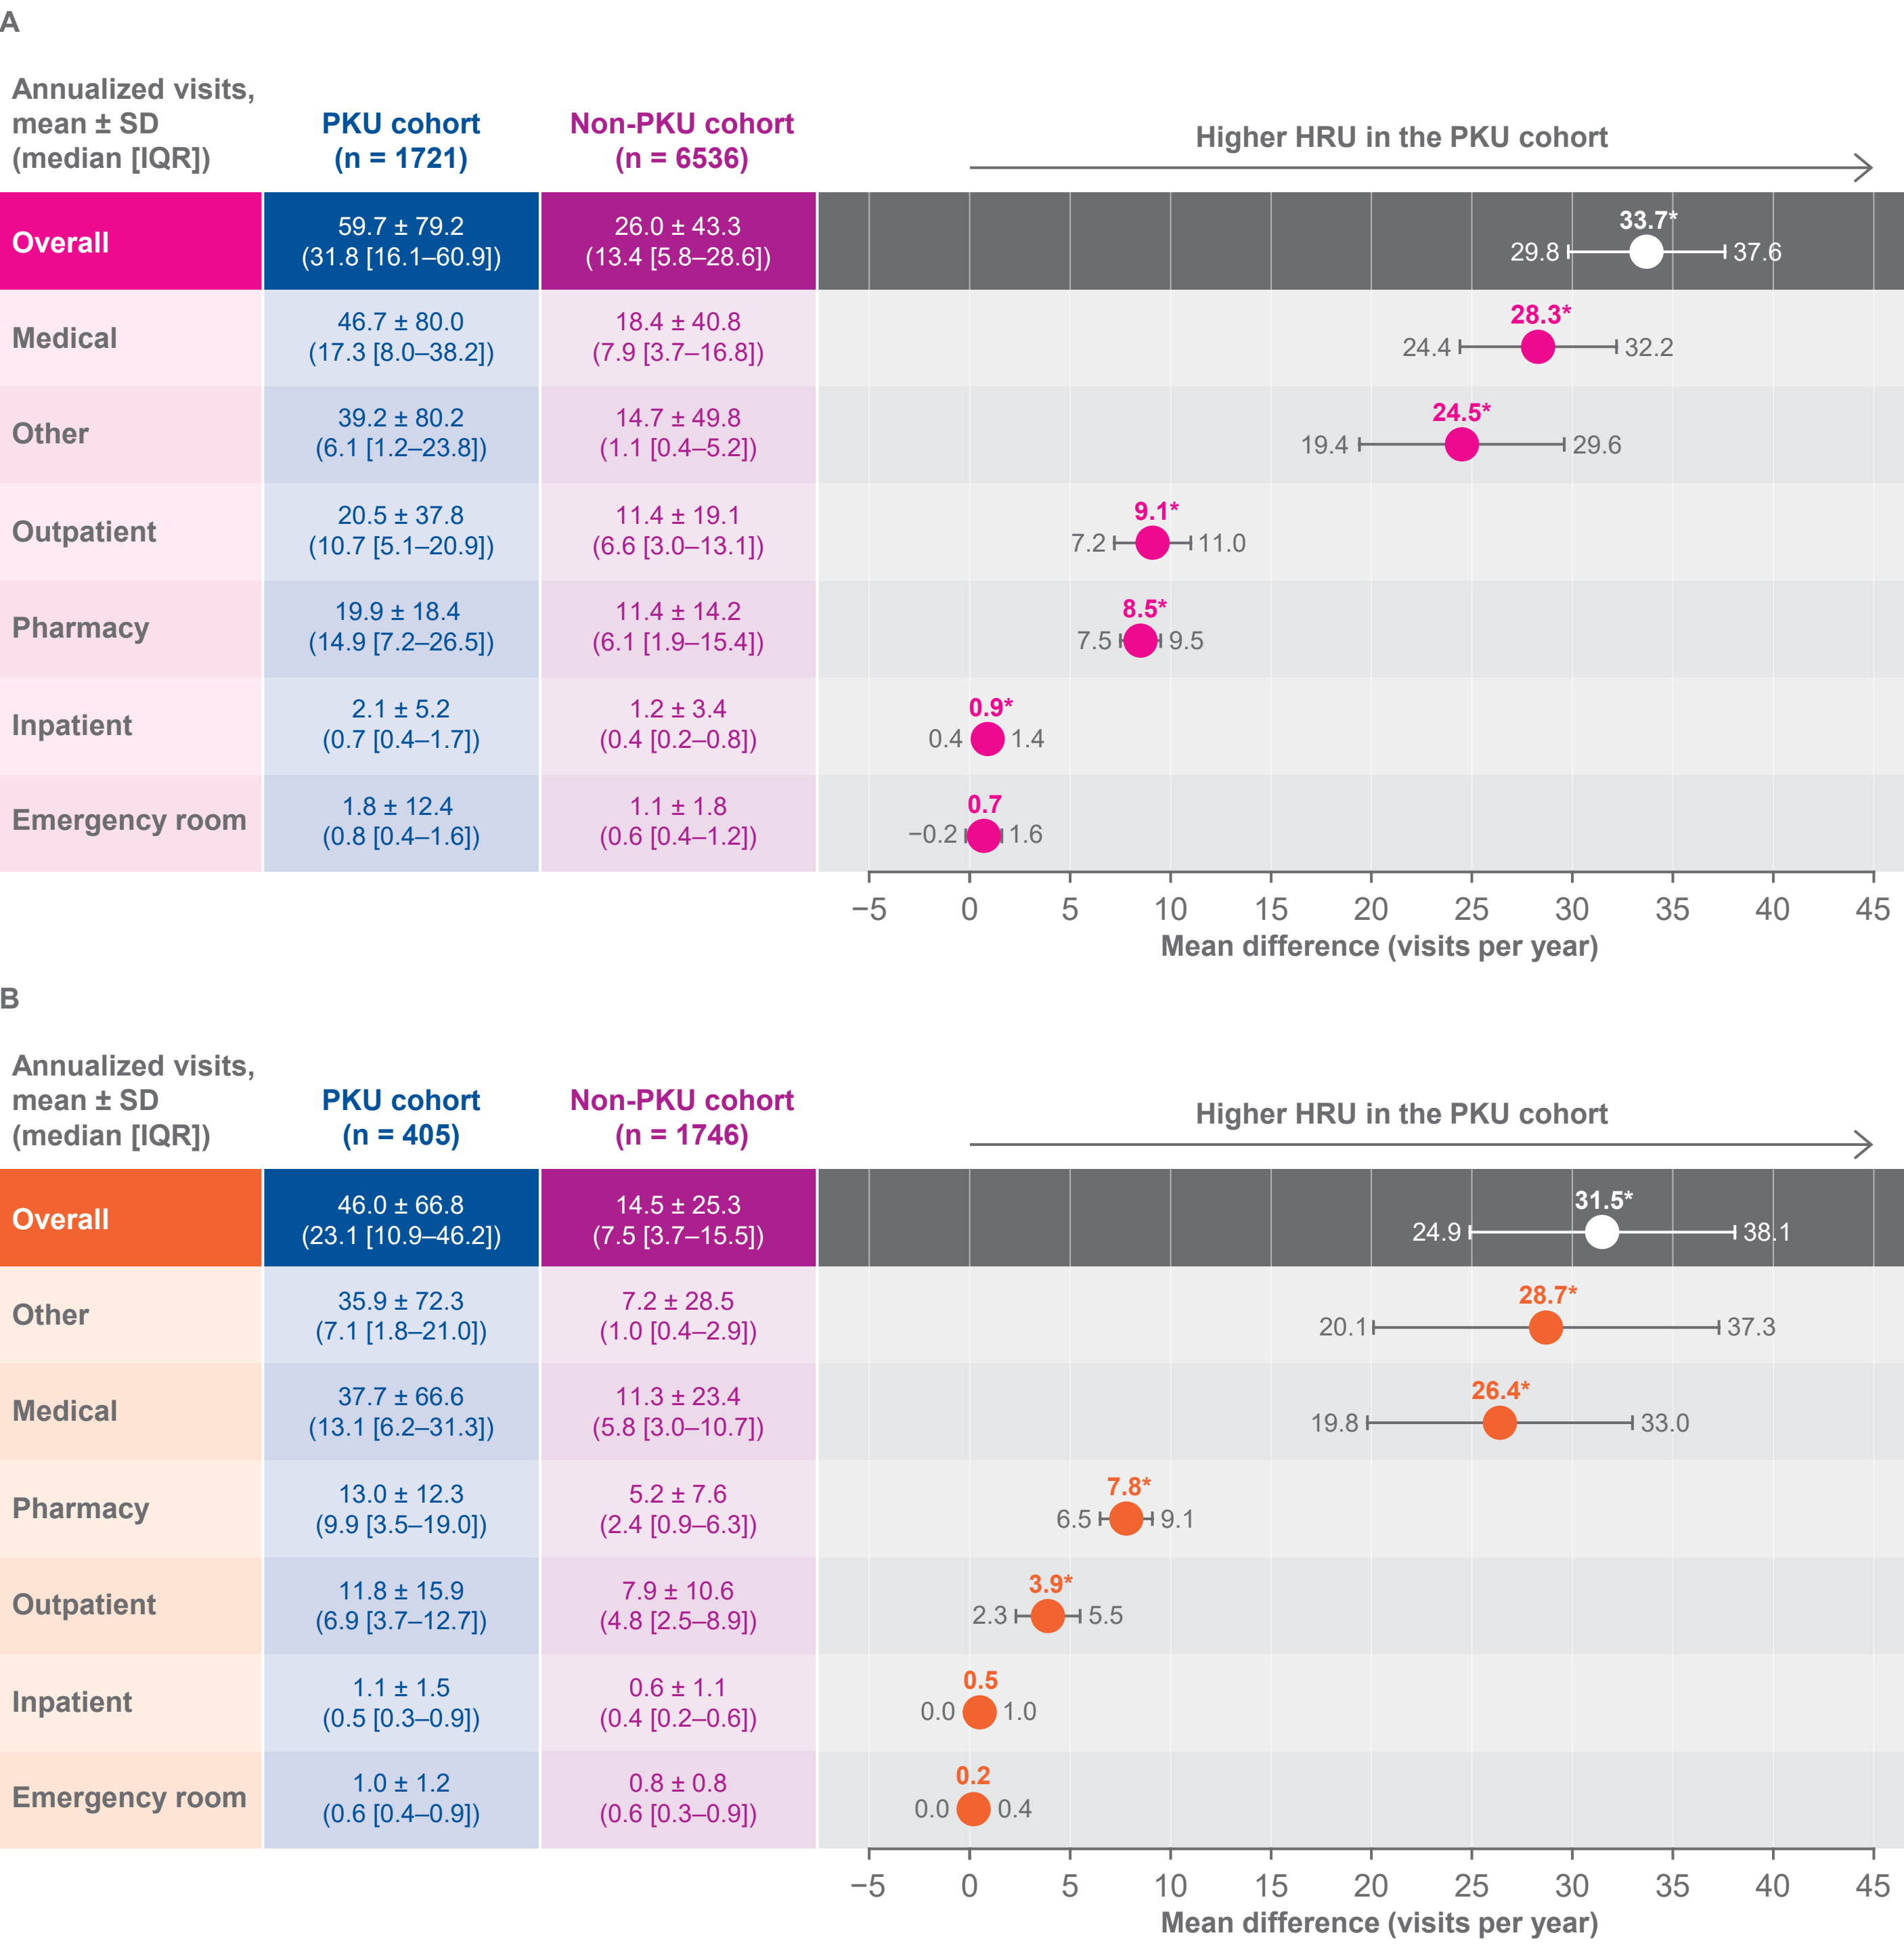 A
Annualized visits,
mean ± SD
(median [IQR])
PKU cohort
(n = 1721)
Non-PKU cohort
(n = 6536)
Higher HRU in the PKU cohort
Overall
59.7 ± 79.2
(31.8 [16.1–60.9])
26.0 ± 43.3
(13.4 [5.8–28.6])
33.7*
29.8 37.6
Medical
46.7 ± 80.0
(17.3 [8.0–38.2])
18.4 ± 40.8
(7.9 [3.7–16.8])
28.3*
24.4 32.2
Other
39.2 ± 80.2
(6.1 [1.2–23.8])
14.7 ± 49.8
(1.1 [0.4–5.2])
24.5*
19.4 29.6
Outpatient
20.5 ± 37.8
(10.7 [5.1–20.9])
11.4 ± 19.1
(6.6 [3.0–13.1])
9.1*
7.2 11.0
Pharmacy
19.9 ± 18.4
(14.9 [7.2–26.5])
11.4 ± 14.2
(6.1 [1.9–15.4])
8.5*
7.5 9.5
Inpatient
2.1 ± 5.2
(0.7 [0.4–1.7])
1.2 ± 3.4
(0.4 [0.2–0.8])
0.9*
0.4 1.4
Emergency room
1.8 ± 12.4
(0.8 [0.4–1.6])
1.1 ± 1.8
(0.6 [0.4–1.2])
0.7
−0.2 1.6
−5 0 5 10 15 20 25 30 35 40 45
Mean difference (visits per year)
B
Annualized visits,
mean ± SD
(median [IQR])
PKU cohort
(n = 405)
Non-PKU cohort
(n = 1746)
Higher HRU in the PKU cohort
Overall
46.0 ± 66.8
(23.1 [10.9–46.2])
14.5 ± 25.3
(7.5 [3.7–15.5])
31.5*
24.9 38.1
Other
35.9 ± 72.3
(7.1 [1.8–21.0])
7.2 ± 28.5
(1.0 [0.4–2.9])
28.7*
20.1 37.3
Medical
37.7 ± 66.6
(13.1 [6.2–31.3])
11.3 ± 23.4
(5.8 [3.0–10.7])
26.4*
19.8 33.0
Pharmacy
13.0 ± 12.3
(9.9 [3.5–19.0])
5.2 ± 7.6
(2.4 [0.9–6.3])
7.8*
6.5 9.1
Outpatient
11.8 ± 15.9
(6.9 [3.7–12.7])
7.9 ± 10.6
(4.8 [2.5–8.9])
3.9*
2.3 5.5
Inpatient
1.1 ± 1.5
(0.5 [0.3–0.9])
0.6 ± 1.1
(0.4 [0.2–0.6])
0.5
0.0 1.0
Emergency room
1.0 ± 1.2
(0.6 [0.4–0.9])
0.8 ± 0.8
(0.6 [0.3–0.9])
0.2
0.0 0.4
−5 0 5 10 15 20 25 30 35 40 45
Mean difference (visits per year)